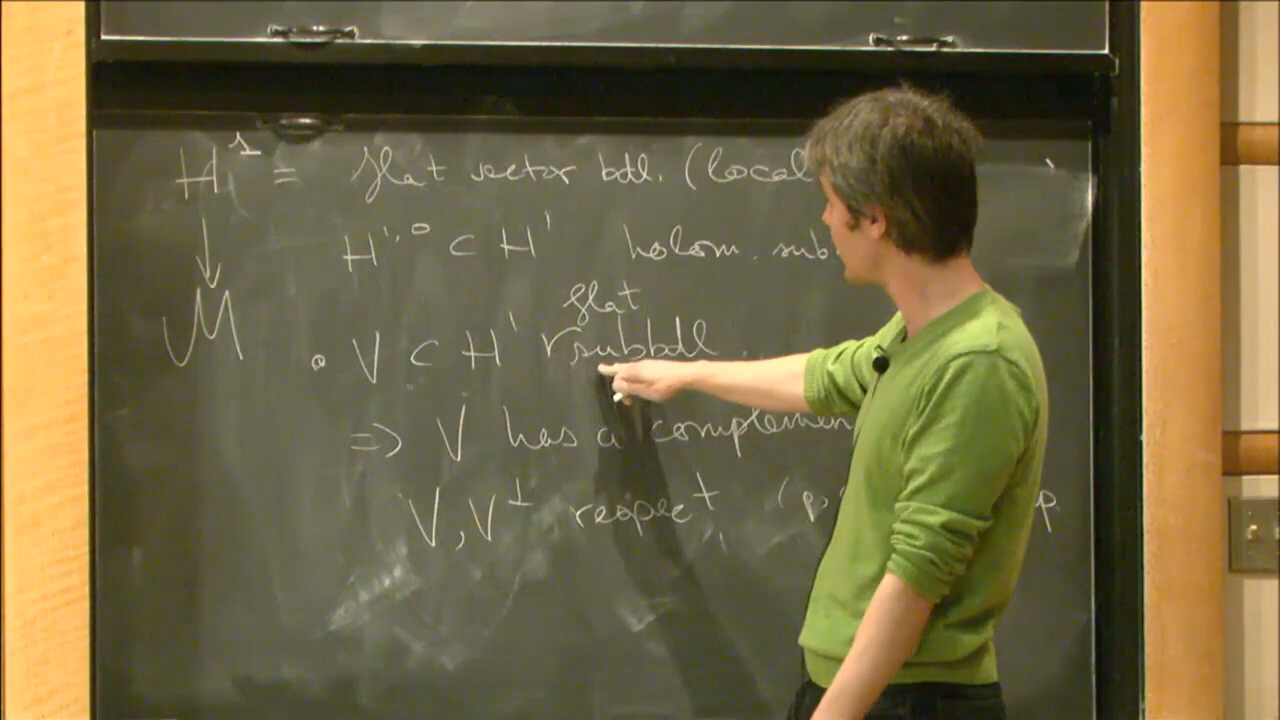 H¹ = flat vector bdl. (local
↓ H¹,⁰ ⊂ H¹ holom. sub
M
flat
• V ⊂ H¹ subbdl.
⇒ V has a complemen
V, V⊥ respect (p